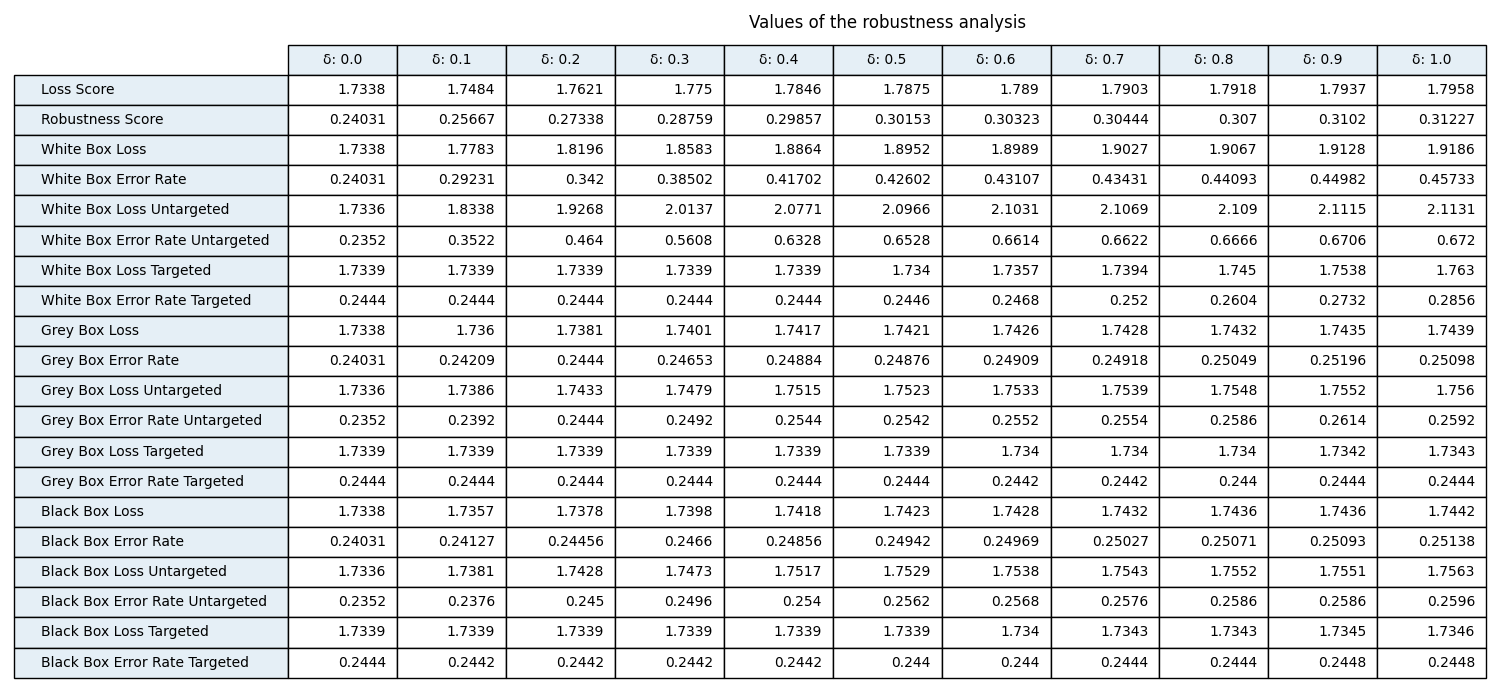 Values of the robustness analysis
δ: 0.0 δ: 0.1 δ: 0.2 δ: 0.3 δ: 0.4 δ: 0.5 δ: 0.6 δ: 0.7 δ: 0.8 δ: 0.9 δ: 1.0
Loss Score 1.7338 1.7484 1.7621 1.775 1.7846 1.7875 1.789 1.7903 1.7918 1.7937 1.7958
Robustness Score 0.24031 0.25667 0.27338 0.28759 0.29857 0.30153 0.30323 0.30444 0.307 0.3102 0.31227
White Box Loss 1.7338 1.7783 1.8196 1.8583 1.8864 1.8952 1.8989 1.9027 1.9067 1.9128 1.9186
White Box Error Rate 0.24031 0.29231 0.342 0.38502 0.41702 0.42602 0.43107 0.43431 0.44093 0.44982 0.45733
White Box Loss Untargeted 1.7336 1.8338 1.9268 2.0137 2.0771 2.0966 2.1031 2.1069 2.109 2.1115 2.1131
White Box Error Rate Untargeted 0.2352 0.3522 0.464 0.5608 0.6328 0.6528 0.6614 0.6622 0.6666 0.6706 0.672
White Box Loss Targeted 1.7339 1.7339 1.7339 1.7339 1.7339 1.734 1.7357 1.7394 1.745 1.7538 1.763
White Box Error Rate Targeted 0.2444 0.2444 0.2444 0.2444 0.2444 0.2446 0.2468 0.252 0.2604 0.2732 0.2856
Grey Box Loss 1.7338 1.736 1.7381 1.7401 1.7417 1.7421 1.7426 1.7428 1.7432 1.7435 1.7439
Grey Box Error Rate 0.24031 0.24209 0.2444 0.24653 0.24884 0.24876 0.24909 0.24918 0.25049 0.25196 0.25098
Grey Box Loss Untargeted 1.7336 1.7386 1.7433 1.7479 1.7515 1.7523 1.7533 1.7539 1.7548 1.7552 1.756
Grey Box Error Rate Untargeted 0.2352 0.2392 0.2444 0.2492 0.2544 0.2542 0.2552 0.2554 0.2586 0.2614 0.2592
Grey Box Loss Targeted 1.7339 1.7339 1.7339 1.7339 1.7339 1.7339 1.734 1.734 1.734 1.7342 1.7343
Grey Box Error Rate Targeted 0.2444 0.2444 0.2444 0.2444 0.2444 0.2444 0.2442 0.2442 0.244 0.2444 0.2444
Black Box Loss 1.7338 1.7357 1.7378 1.7398 1.7418 1.7423 1.7428 1.7432 1.7436 1.7436 1.7442
Black Box Error Rate 0.24031 0.24127 0.24456 0.2466 0.24856 0.24942 0.24969 0.25027 0.25071 0.25093 0.25138
Black Box Loss Untargeted 1.7336 1.7381 1.7428 1.7473 1.7517 1.7529 1.7538 1.7543 1.7552 1.7551 1.7563
Black Box Error Rate Untargeted 0.2352 0.2376 0.245 0.2496 0.254 0.2562 0.2568 0.2576 0.2586 0.2586 0.2596
Black Box Loss Targeted 1.7339 1.7339 1.7339 1.7339 1.7339 1.7339 1.734 1.7343 1.7343 1.7345 1.7346
Black Box Error Rate Targeted 0.2444 0.2442 0.2442 0.2442 0.2442 0.244 0.244 0.2444 0.2444 0.2448 0.2448